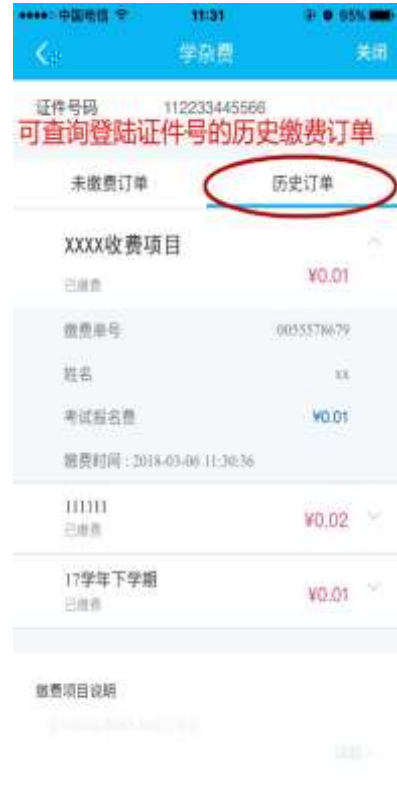 中国电信 11:31 95%
学杂费 关闭
证件号码 112233445566
可查询登陆证件号的历史缴费订单
未缴费订单 历史订单
XXXX收费项目
已缴费 ¥0.01
缴费单号 0055578679
姓名 xx
考试报名费 ¥0.01
缴费时间：2018-03-06 11:30:36
111111
已缴费 ¥0.02
17学年下学期
已缴费 ¥0.01
缴费项目说明